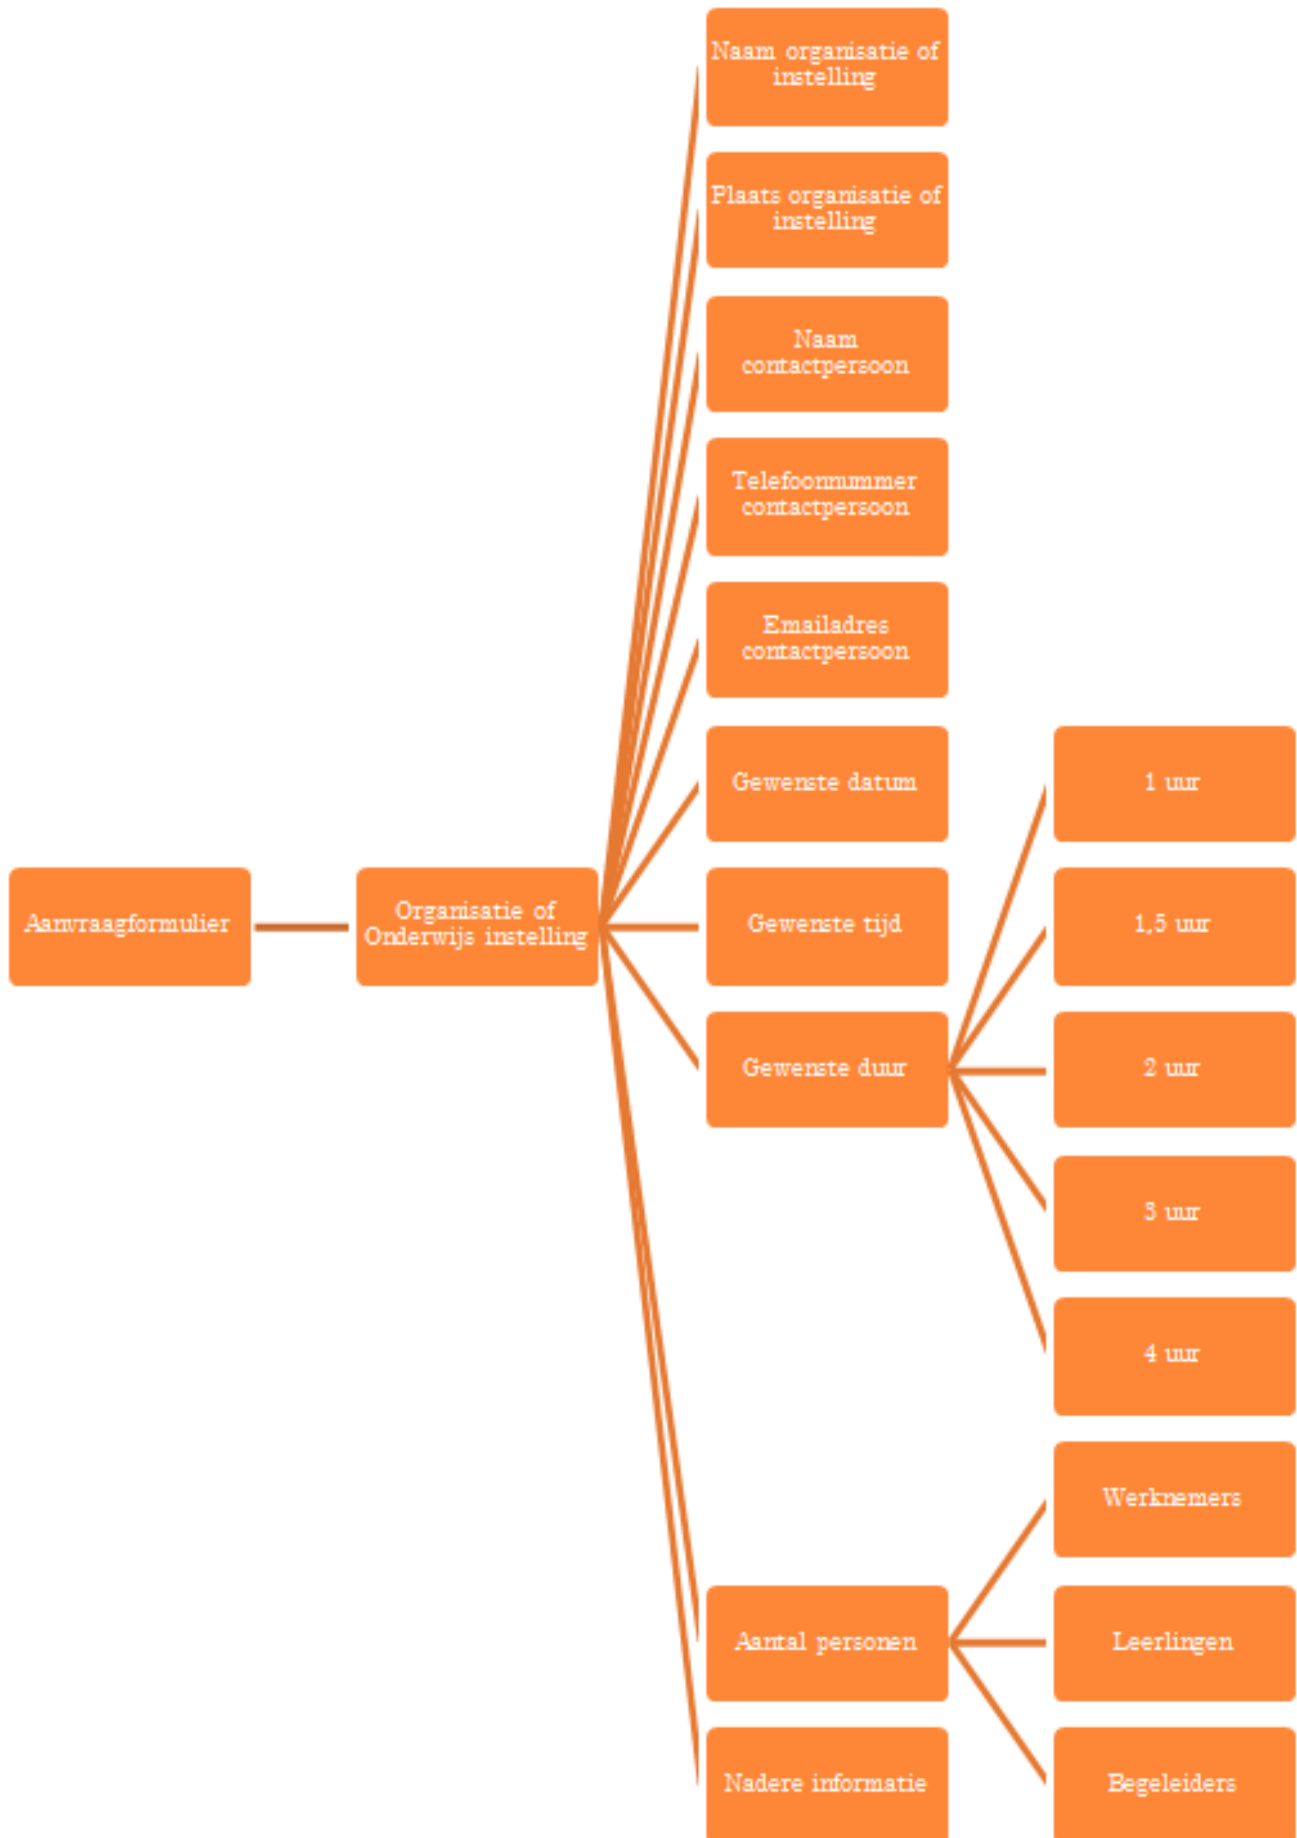 Naam organisatie of
instelling
Plaats organisatie of
instelling
Naam
contactpersoon
Telefoonnummer
contactpersoon
Emailadres
contactpersoon
Gewenste datum
1 uur
Aanvraagformulier
Organisatie of
Onderwijs instelling
Gewenste tijd
1,5 uur
Gewenste duur
2 uur
3 uur
4 uur
Werknemers
Aantal personen
Leerlingen
Nadere informatie
Begeleiders